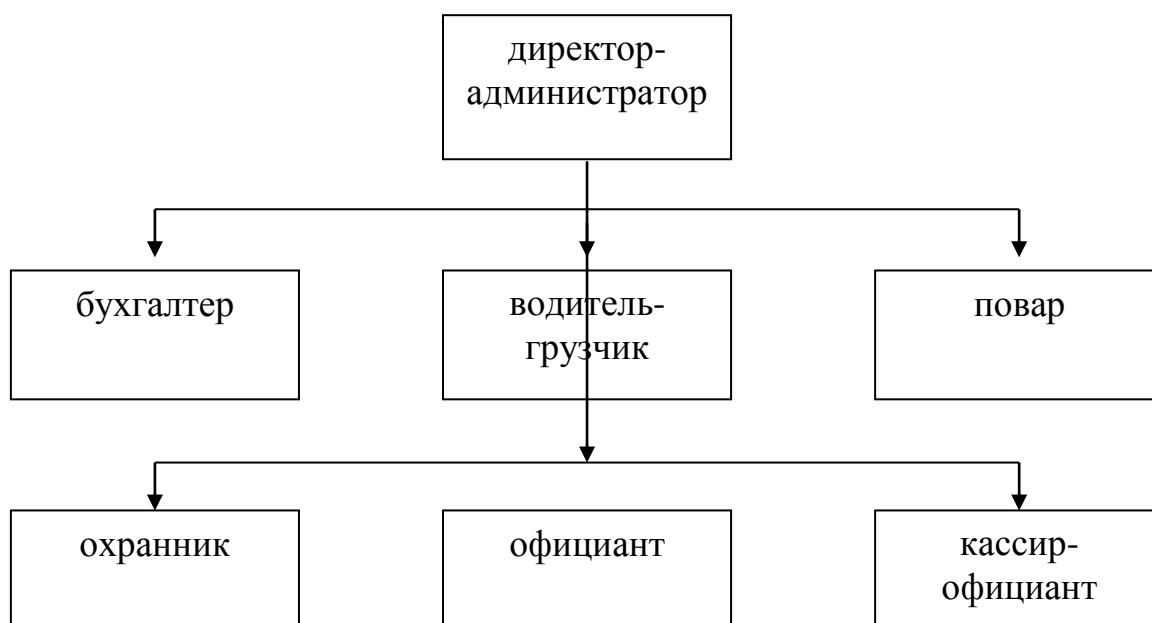 директор-
администратор
бухгалтер
водитель-
грузчик
повар
охранник
официант
кассир-
официант